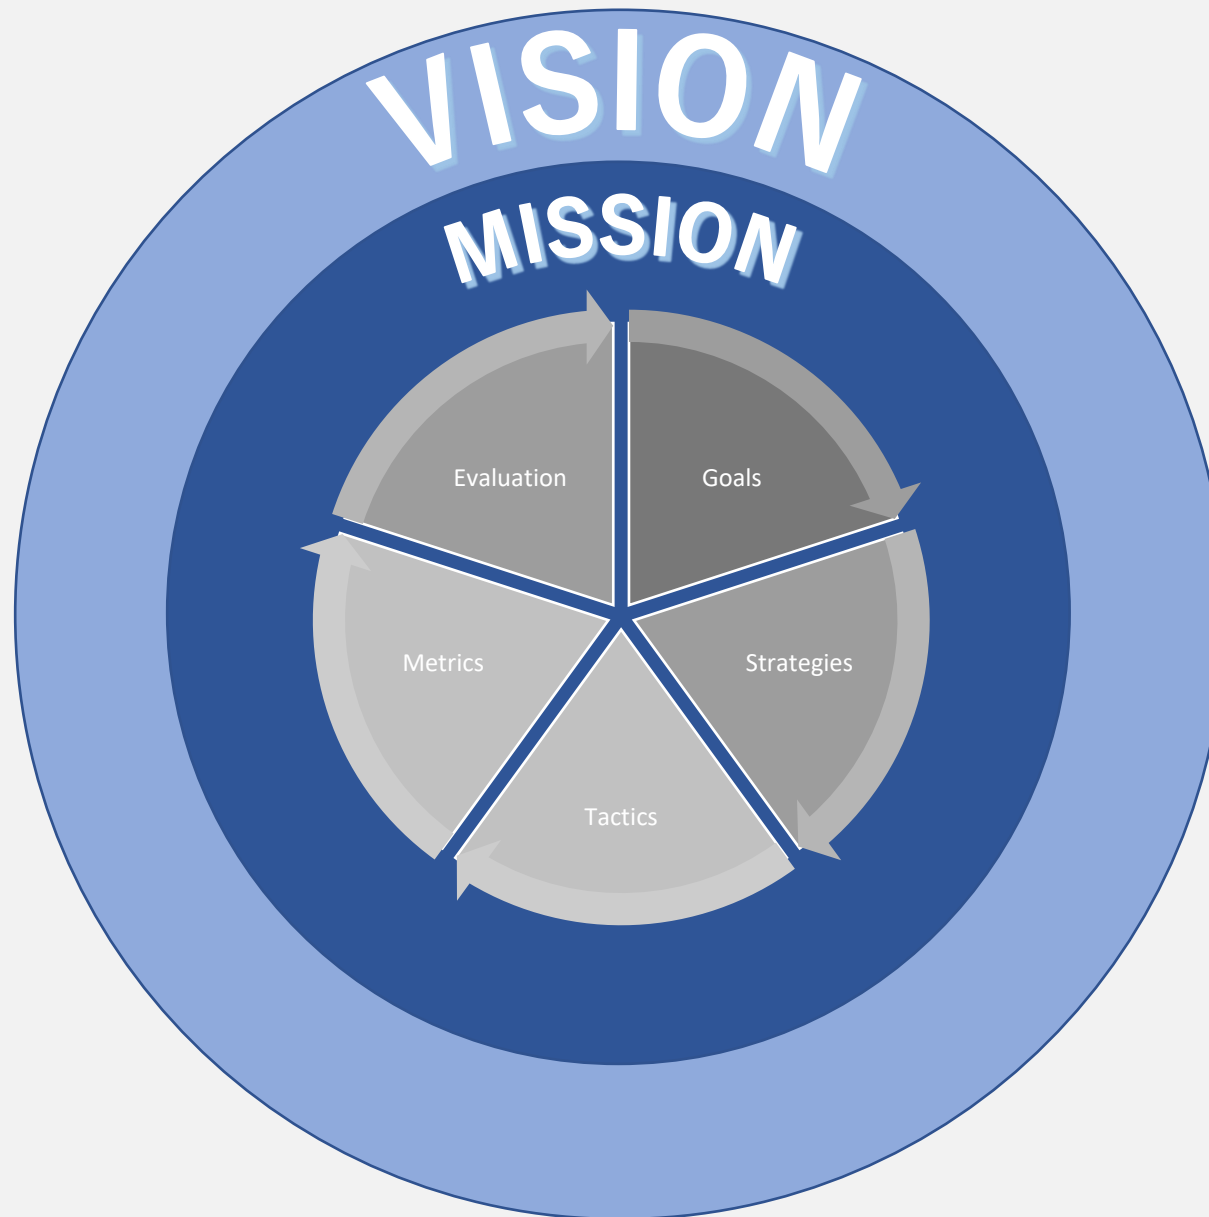 VISION
MISSION
Evaluation
Goals
Metrics
Strategies
Tactics